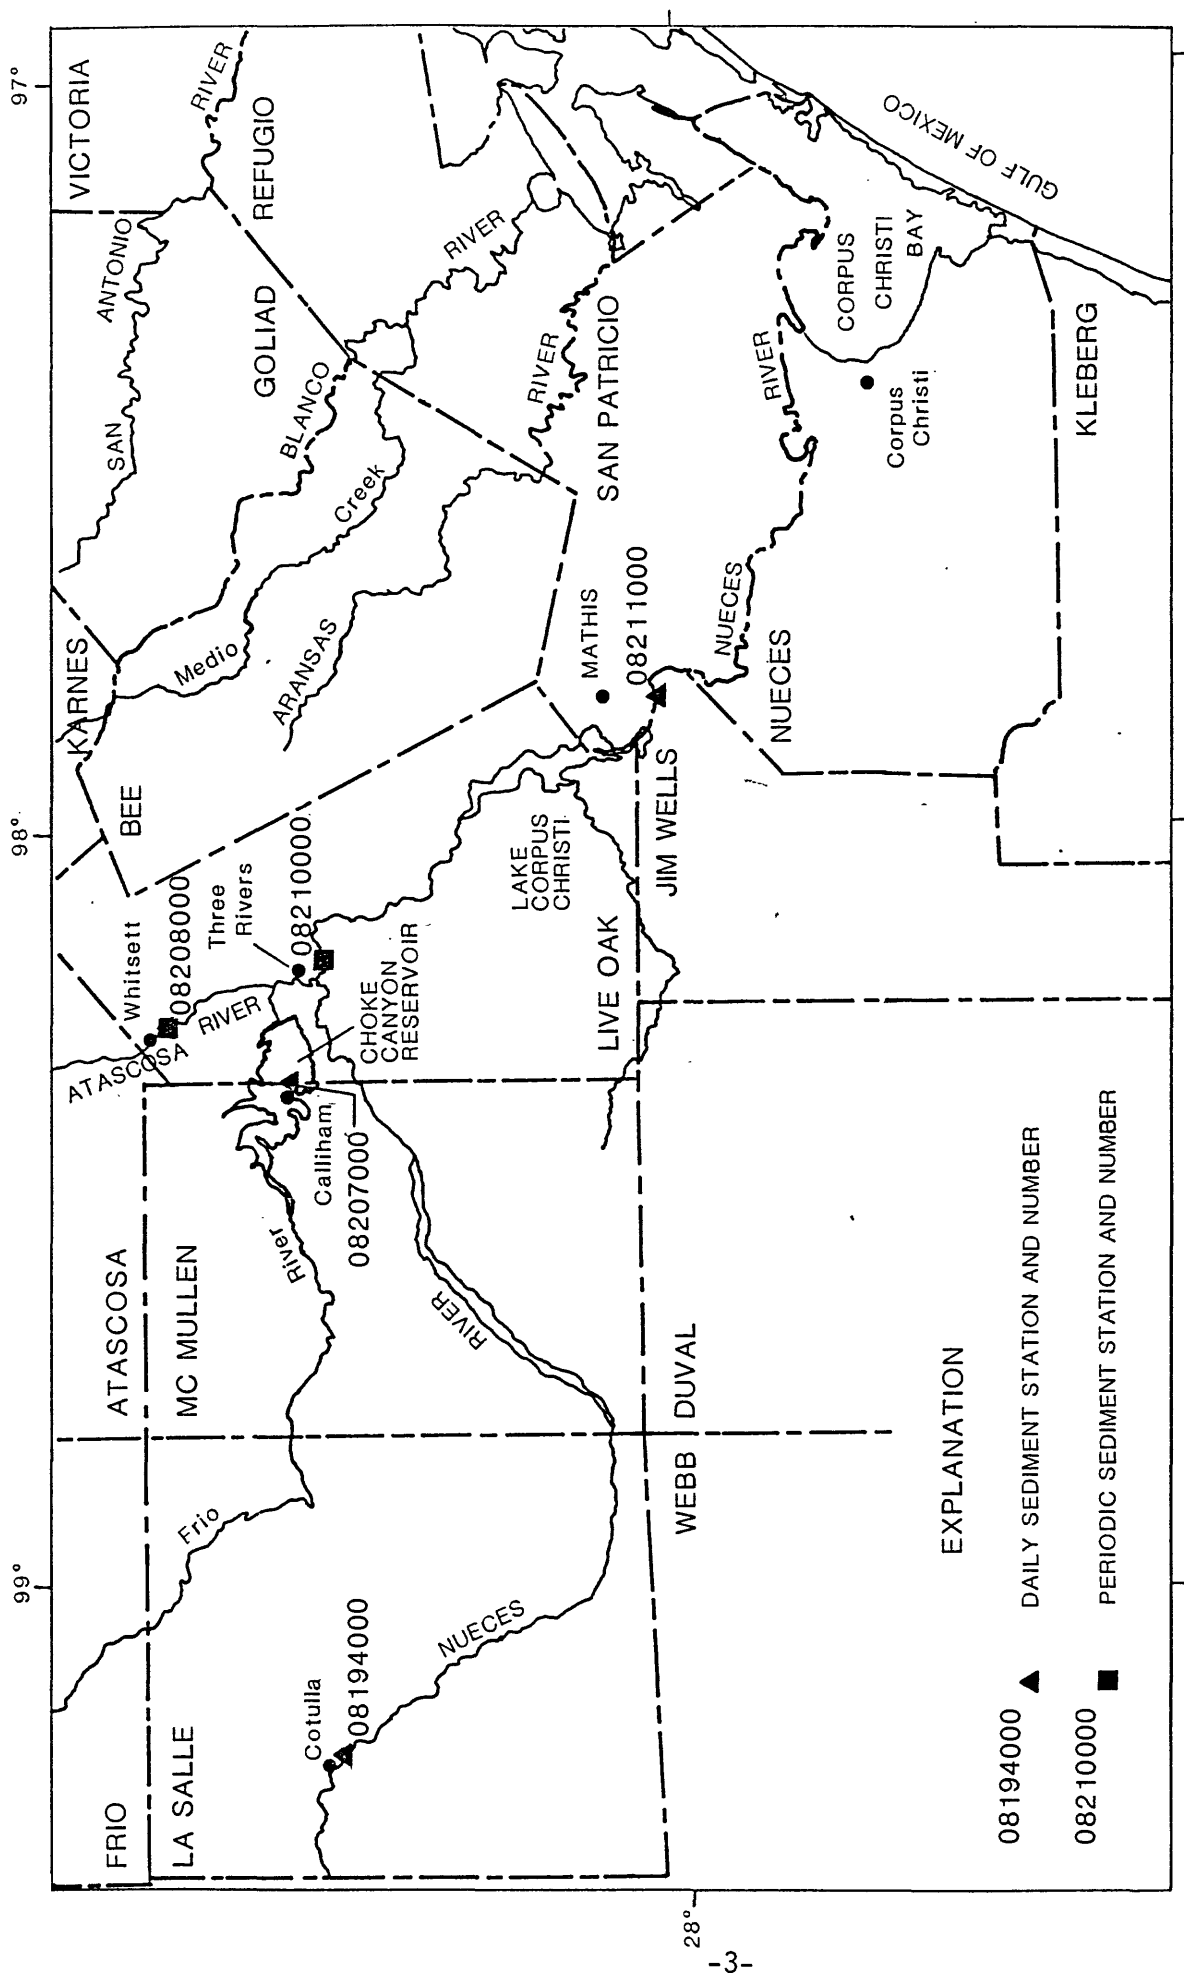 99°
98°
97°
28°
FRIO
LA SALLE
ATASCOSA
MC MULLEN
KARNES
BEE
VICTORIA
GOLIAD
REFUGIO
SAN PATRICIO
LIVE OAK
JIM WELLS
NUECES
KLEBERG
WEBB
DUVAL
Frio
River
Cotulla
08194000
NUECES
RIVER
ATASCOSA
RIVER
Whitsett
08208000
Three
Rivers
08210000
CHOKE
CANYON
RESERVOIR
Calliham
08207000
LAKE
CORPUS
CHRISTI
MATHIS
08211000
NUECES
RIVER
SAN
ANTONIO
RIVER
BLANCO
Medio
Creek
ARANSAS
RIVER
RIVER
Corpus
Christi
CORPUS
CHRISTI
BAY
GULF OF MEXICO
EXPLANATION
08194000 DAILY SEDIMENT STATION AND NUMBER
08210000 PERIODIC SEDIMENT STATION AND NUMBER
-3-